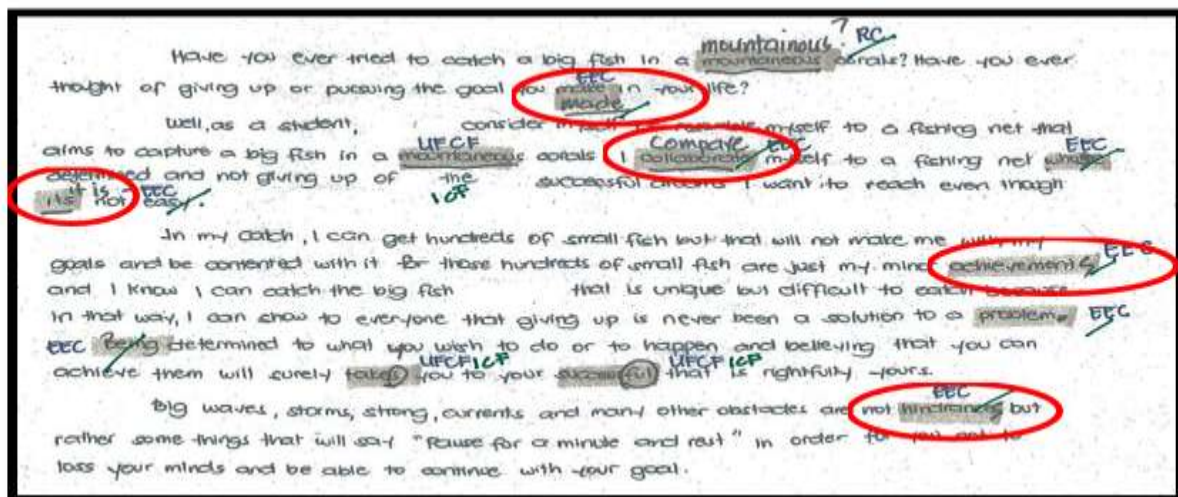 mountainous? RC
Have you ever tried to catch a big fish in a mountaneous corals? Have you ever
EEC
thought of giving up or pursuing the goal you make in your life?
made
Well, as a student, consider myself resemble myself to a fishing net that
UFCF Compare EEC EEC
aims to capture a big fish in a mountaneous corals. I collaborate myself to a fishing net
determined and not giving up of the successful dreams I want to reach even though
it is EEC ICF
its not easy.
In my catch, I can get hundreds of small fish but that will not make me with my
EEC
goals and be contented with it for those hundreds of small fish are just my mind achievements
and I know I can catch the big fish that is unique but difficult to catch because
in that way, I can show to everyone that giving up is never been a solution to a problem. EEC
EEC Being determined to what you wish to do or to happen and believing that you can
UFCF ICF UFCF ICF
achieve them will surely takes you to your successful that is rightfully yours.
EEC
Big waves, storms, strong, currents and many other obstacles are not hindrances but
rather some things that will say "Pause for a minute and rest" in order for you not to
loss your minds and be able to continue with your goal.